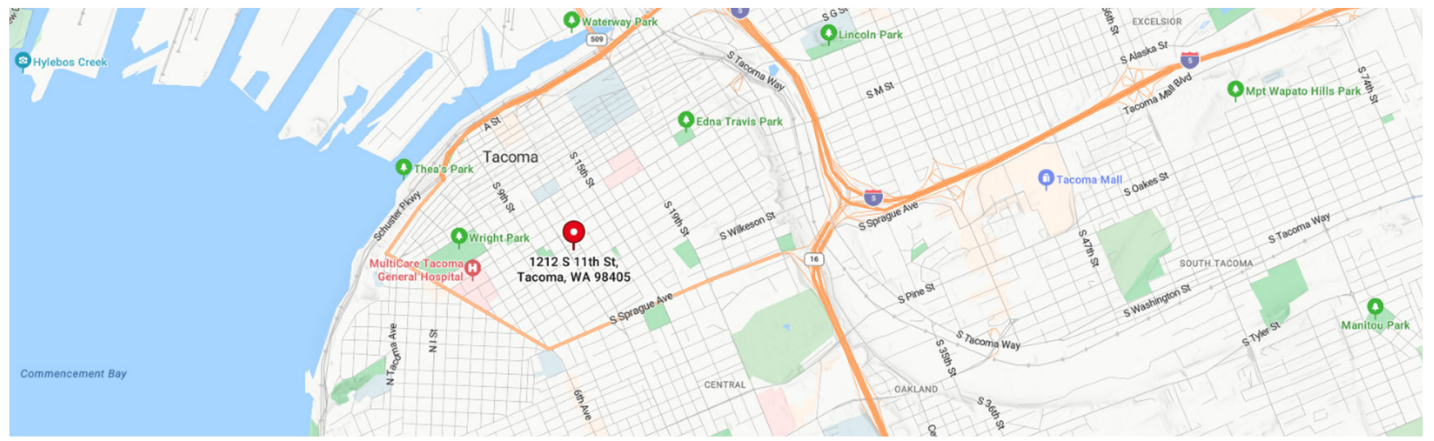 Waterway Park
S G S
56th St
EXCELSIOR
509
5
Lincoln Park
S Alaska St
Hylebos Creek
S Tacoma Way
5
S 74th St
S M St
Tacoma Mall Blvd
Mpt Wapato Hills Park
A St
Edna Travis Park
Tacoma
S 15th St
Thea's Park
Tacoma Mall
S Oakes St
S 9th St
5
Schuster Pkwy
S 19th St
S Wilkeson St
S Sprague Ave
S Tacoma Way
Wright Park
S 47th St
MultiCare Tacoma
General Hospital
H
1212 S 11th St,
Tacoma, WA 98405
16
SOUTH TACOMA
S Pine St
S Washington St
S Sprague Ave
Manitou Park
S Tyler St
N Tacoma Ave
N I St
S Tacoma Way
S 35th St
Commencement Bay
CENTRAL
OAKLAND
6th Ave
S 36th St